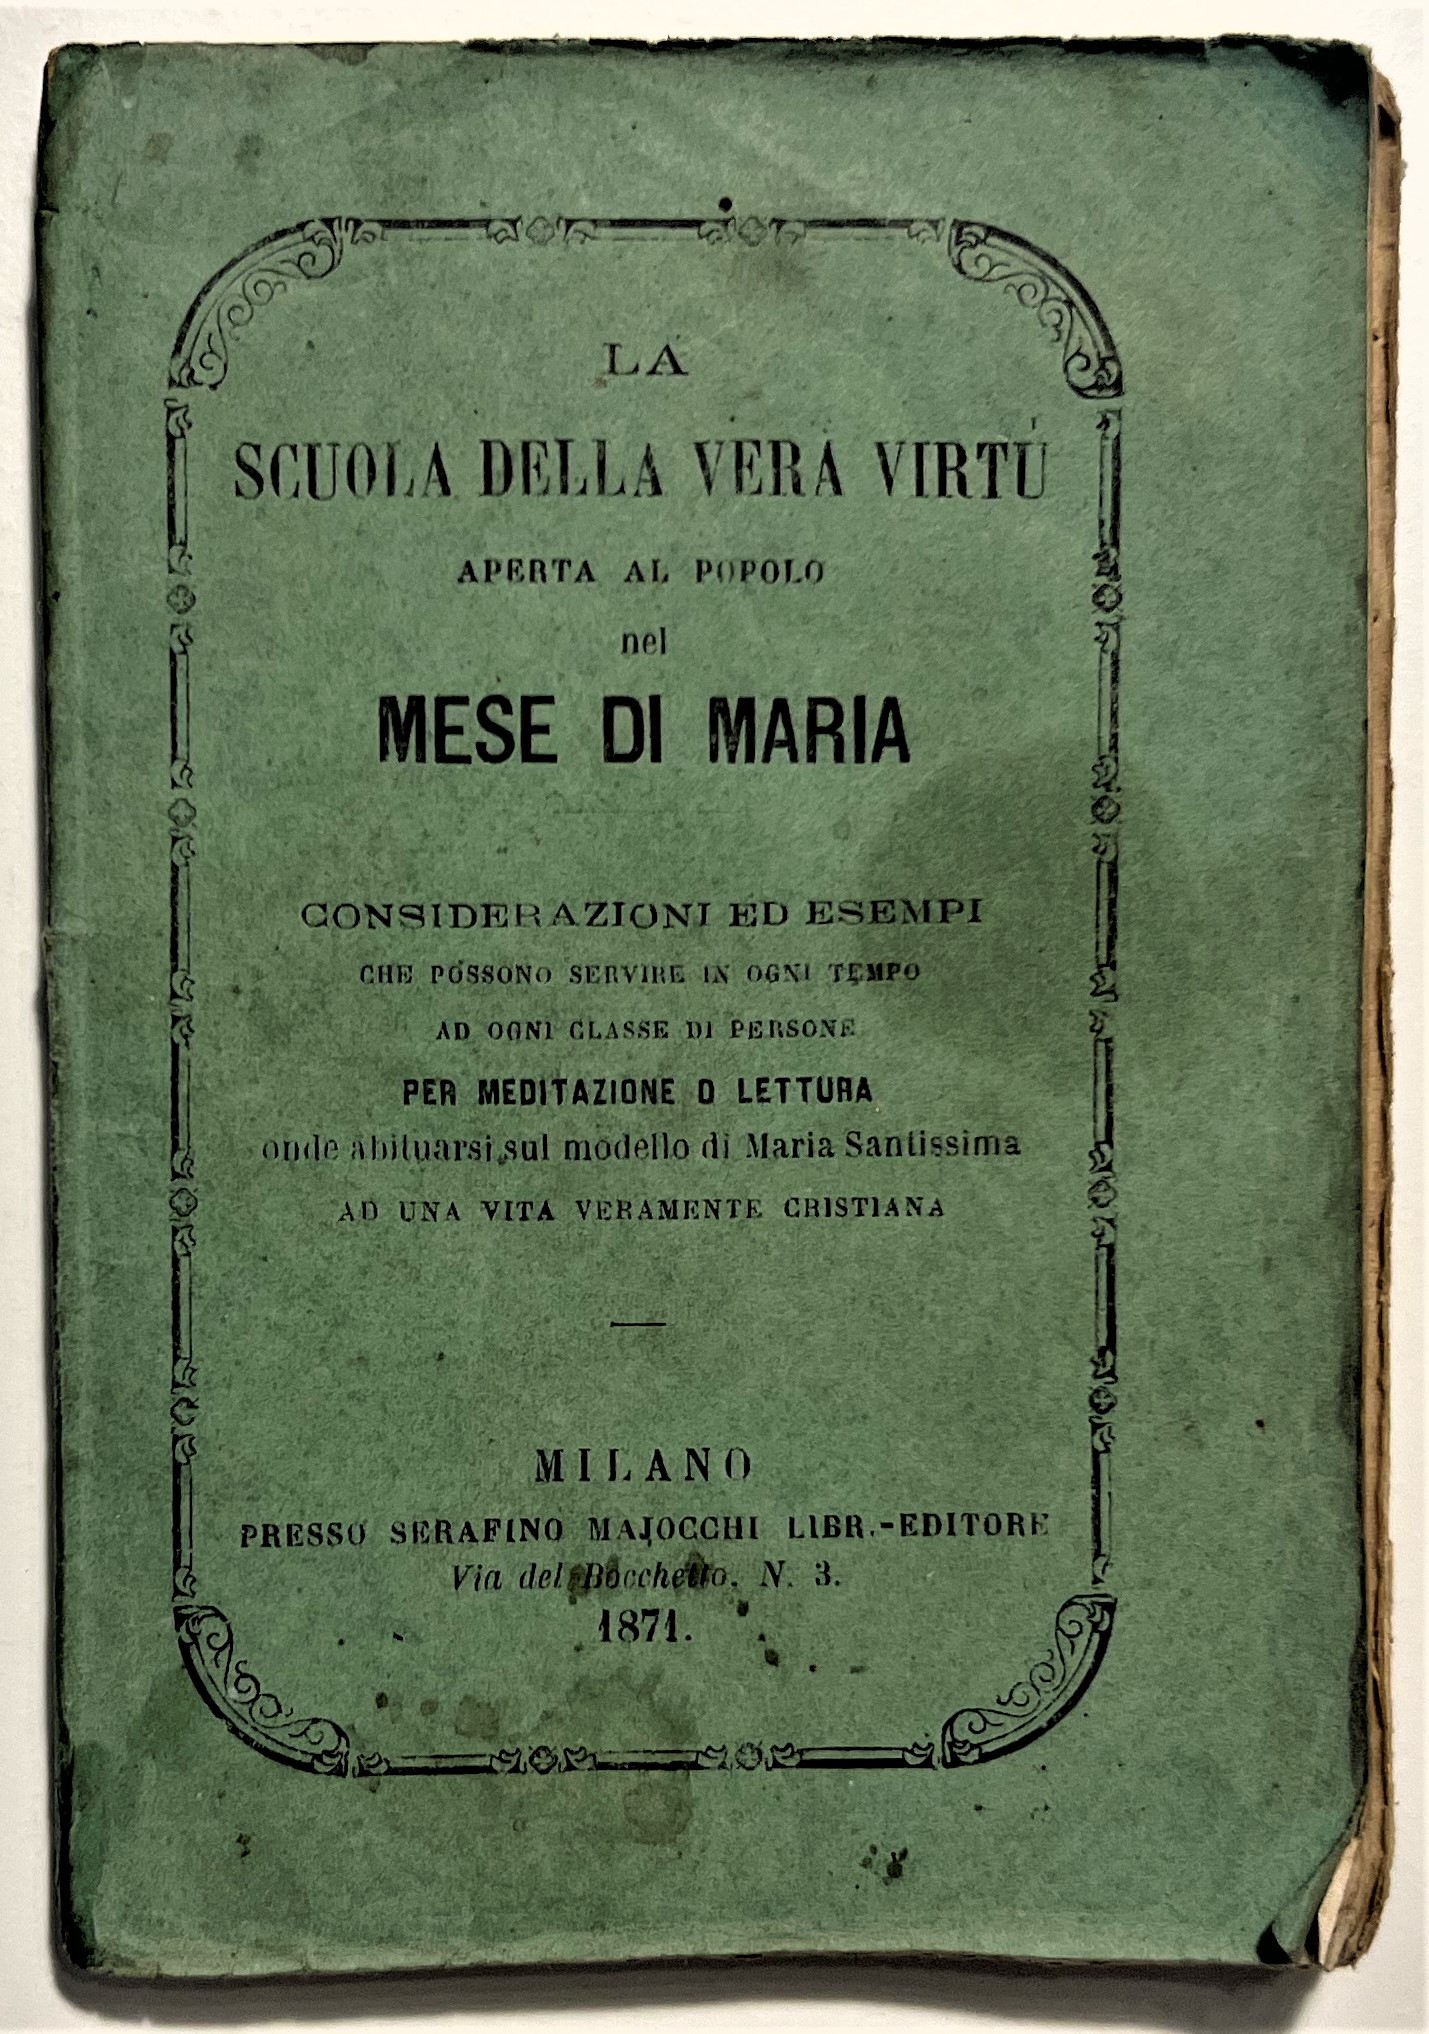 LA
SCUOLA DELLA VERA VIRTÙ
APERTA AL POPOLO
nel
MESE DI MARIA
CONSIDERAZIONI ED ESEMPI
CHE POSSONO SERVIRE IN OGNI TEMPO
AD OGNI CLASSE DI PERSONE
PER MEDITAZIONE O LETTURA
onde abituarsi sul modello di Maria Santissima
AD UNA VITA VERAMENTE CRISTIANA
MILANO
PRESSO SERAFINO MAJOCCHI LIBR.-EDITORE
Via del Bocchetto, N. 3.
1871.